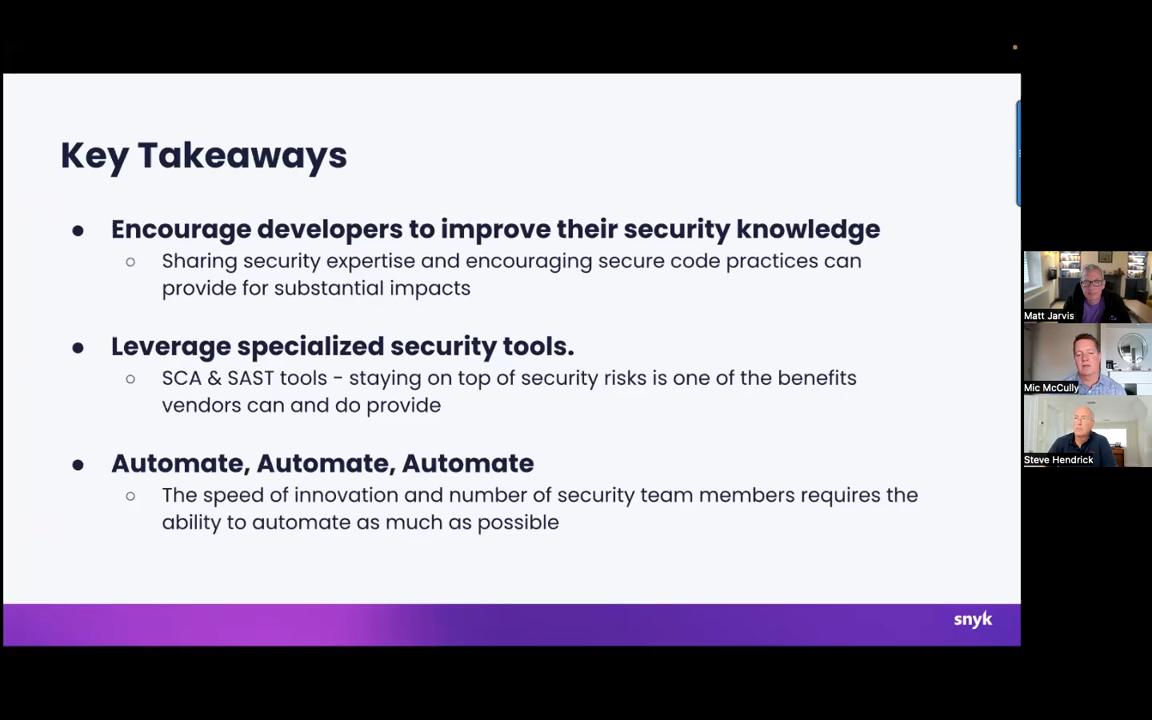 Key Takeaways
● Encourage developers to improve their security knowledge
○ Sharing security expertise and encouraging secure code practices can
provide for substantial impacts
● Leverage specialized security tools.
○ SCA & SAST tools - staying on top of security risks is one of the benefits
vendors can and do provide
● Automate, Automate, Automate
○ The speed of innovation and number of security team members requires the
ability to automate as much as possible
snyk
Matt Jarvis
Mic McCully
Steve Hendrick